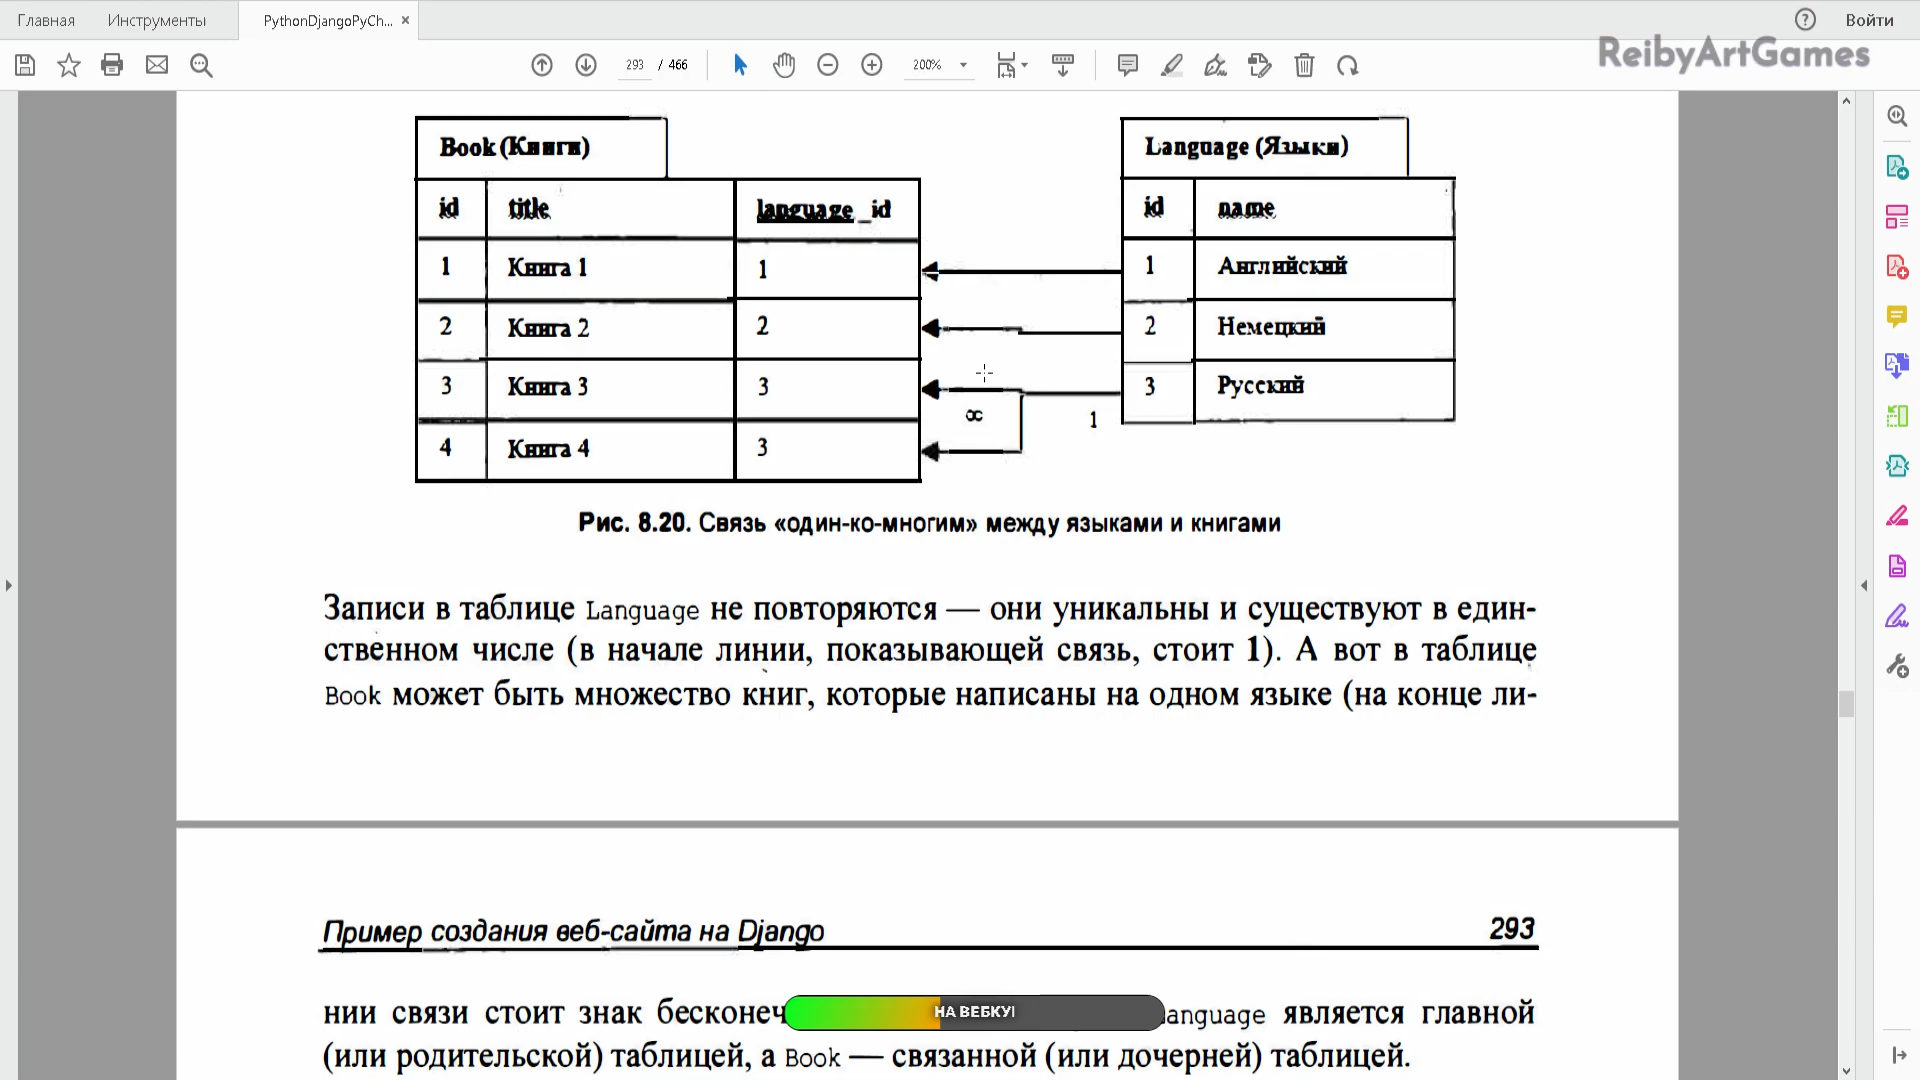 Главная Инструменты PythonDjangoPyCh... × ? Войти
ReibyArtGames
293 / 466 200%
Book (Книги) Language (Языки)
id title language_id id name
1 Книга 1 1 1 Английский
2 Книга 2 2 2 Немецкий
3 Книга 3 3 3 Русский
∞ 1
4 Книга 4 3
Рис. 8.20. Связь «один-ко-многим» между языками и книгами
Записи в таблице Language не повторяются — они уникальны и существуют в един-
ственном числе (в начале линии, показывающей связь, стоит 1). А вот в таблице
Book может быть множество книг, которые написаны на одном языке (на конце ли-
Пример создания веб-сайта на Django 293
нии связи стоит знак НА ВЕБКУ! является главной
(или родительской) таблицей, а Book — связанной (или дочерней) таблицей.